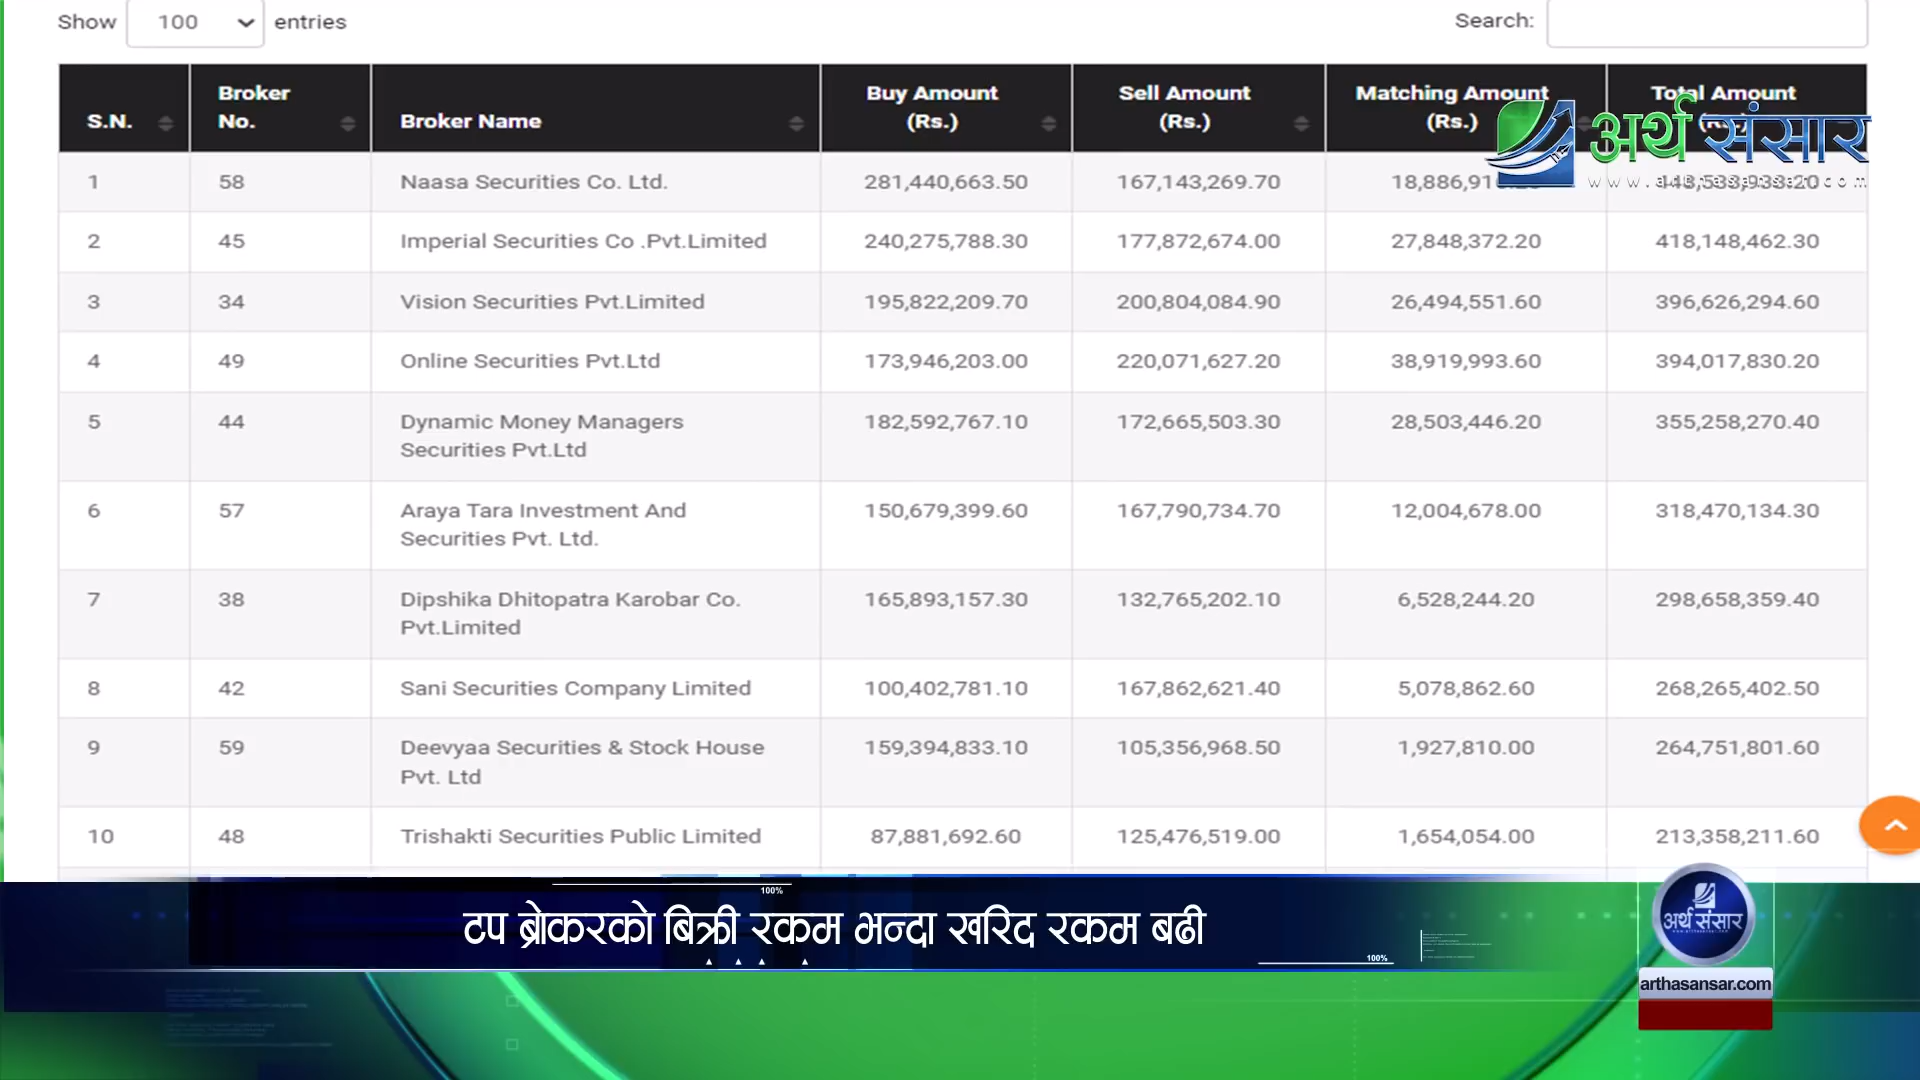 Show 100 entries Search:
S.N. Broker No. Broker Name Buy Amount (Rs.) Sell Amount (Rs.) Matching Amount (Rs.) Total Amount
अर्थ संसार
1 58 Naasa Securities Co. Ltd. 281,440,663.50 167,143,269.70
2 45 Imperial Securities Co .Pvt.Limited 240,275,788.30 177,872,674.00 27,848,372.20 418,148,462.30
3 34 Vision Securities Pvt.Limited 195,822,209.70 200,804,084.90 26,494,551.60 396,626,294.60
4 49 Online Securities Pvt.Ltd 173,946,203.00 220,071,627.20 38,919,993.60 394,017,830.20
5 44 Dynamic Money Managers Securities Pvt.Ltd 182,592,767.10 172,665,503.30 28,503,446.20 355,258,270.40
6 57 Araya Tara Investment And Securities Pvt. Ltd. 150,679,399.60 167,790,734.70 12,004,678.00 318,470,134.30
7 38 Dipshika Dhitopatra Karobar Co. Pvt.Limited 165,893,157.30 132,765,202.10 6,528,244.20 298,658,359.40
8 42 Sani Securities Company Limited 100,402,781.10 167,862,621.40 5,078,862.60 268,265,402.50
9 59 Deevyaa Securities & Stock House Pvt. Ltd 159,394,833.10 105,356,968.50 1,927,810.00 264,751,801.60
10 48 Trishakti Securities Public Limited 87,881,692.60 125,476,519.00 1,654,054.00 213,358,211.60
100%
टप ब्रोकरको बिक्री रकम भन्दा खरिद रकम बढी
100%
अर्थ संसार
arthasansar.com